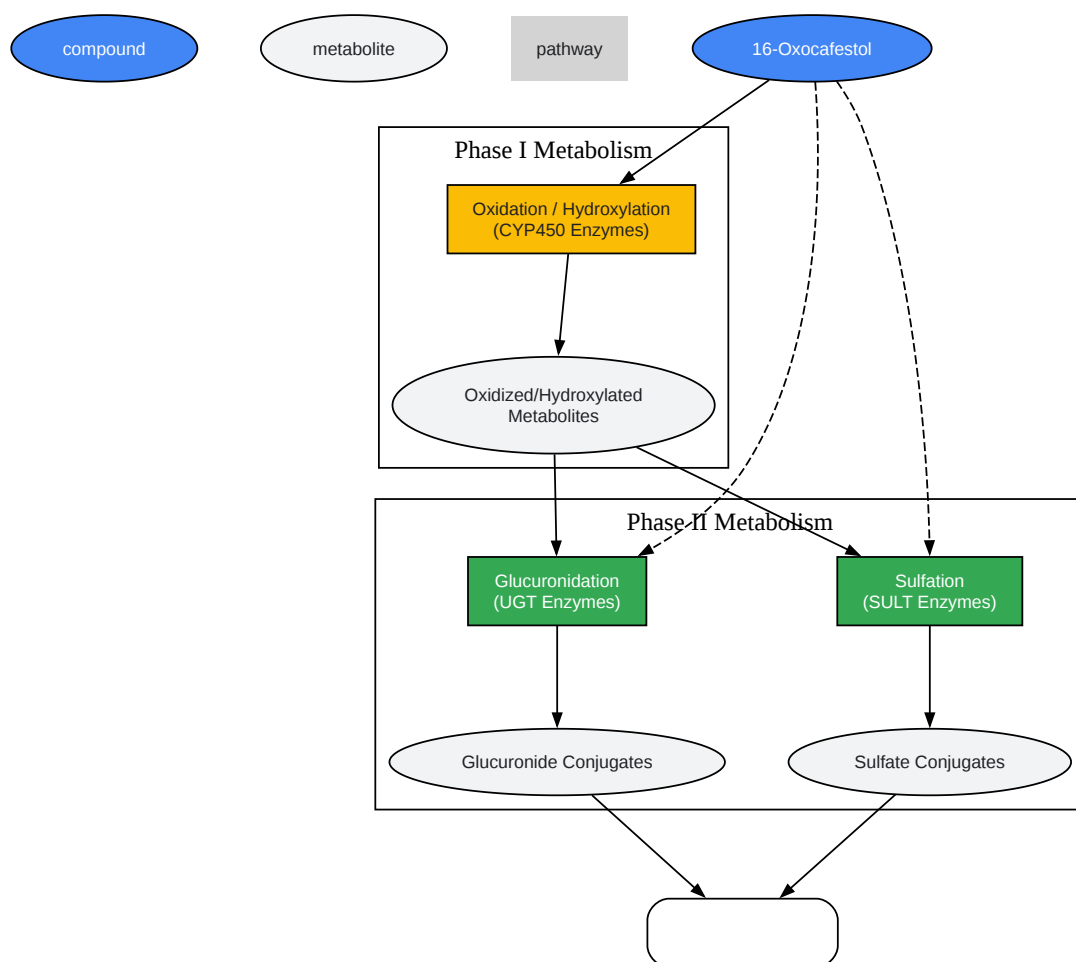 compound
metabolite
pathway
16-Oxocafestol
Phase I Metabolism
Oxidation / Hydroxylation
(CYP450 Enzymes)
Oxidized/Hydroxylated
Metabolites
Phase II Metabolism
Glucuronidation
(UGT Enzymes)
Sulfation
(SULT Enzymes)
Glucuronide Conjugates
Sulfate Conjugates